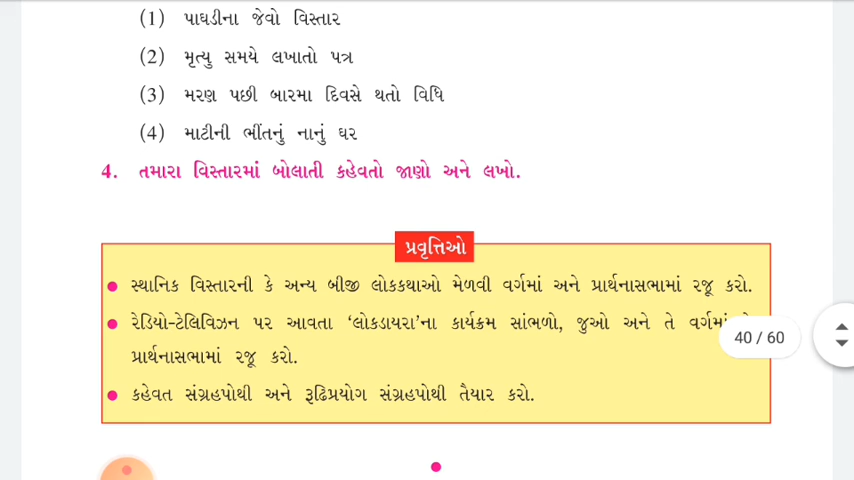 (1) પાઘડીના જેવો વિસ્તાર
(2) મૃત્યુ સમયે લખાતો પત્ર
(3) મરણ પછી બારમા દિવસે થતો વિધિ
(4) માટીની ભીંતનું નાનું ઘર
4. તમારા વિસ્તારમાં બોલાતી કહેવતો જાણો અને લખો.
પ્રવૃત્તિઓ
• સ્થાનિક વિસ્તારની કે અન્ય બીજી લોકકથાઓ મેળવી વર્ગમાં અને પ્રાર્થનાસભામાં રજૂ કરો.
• રેડિયો-ટેલિવિઝન પર આવતા ‘લોકડાયરા’ના કાર્યક્રમ સાંભળો, જુઓ અને તે વર્ગમાં
40 / 60
પ્રાર્થનાસભામાં રજૂ કરો.
• કહેવત સંગ્રહપોથી અને રૂઢિપ્રયોગ સંગ્રહપોથી તૈયાર કરો.